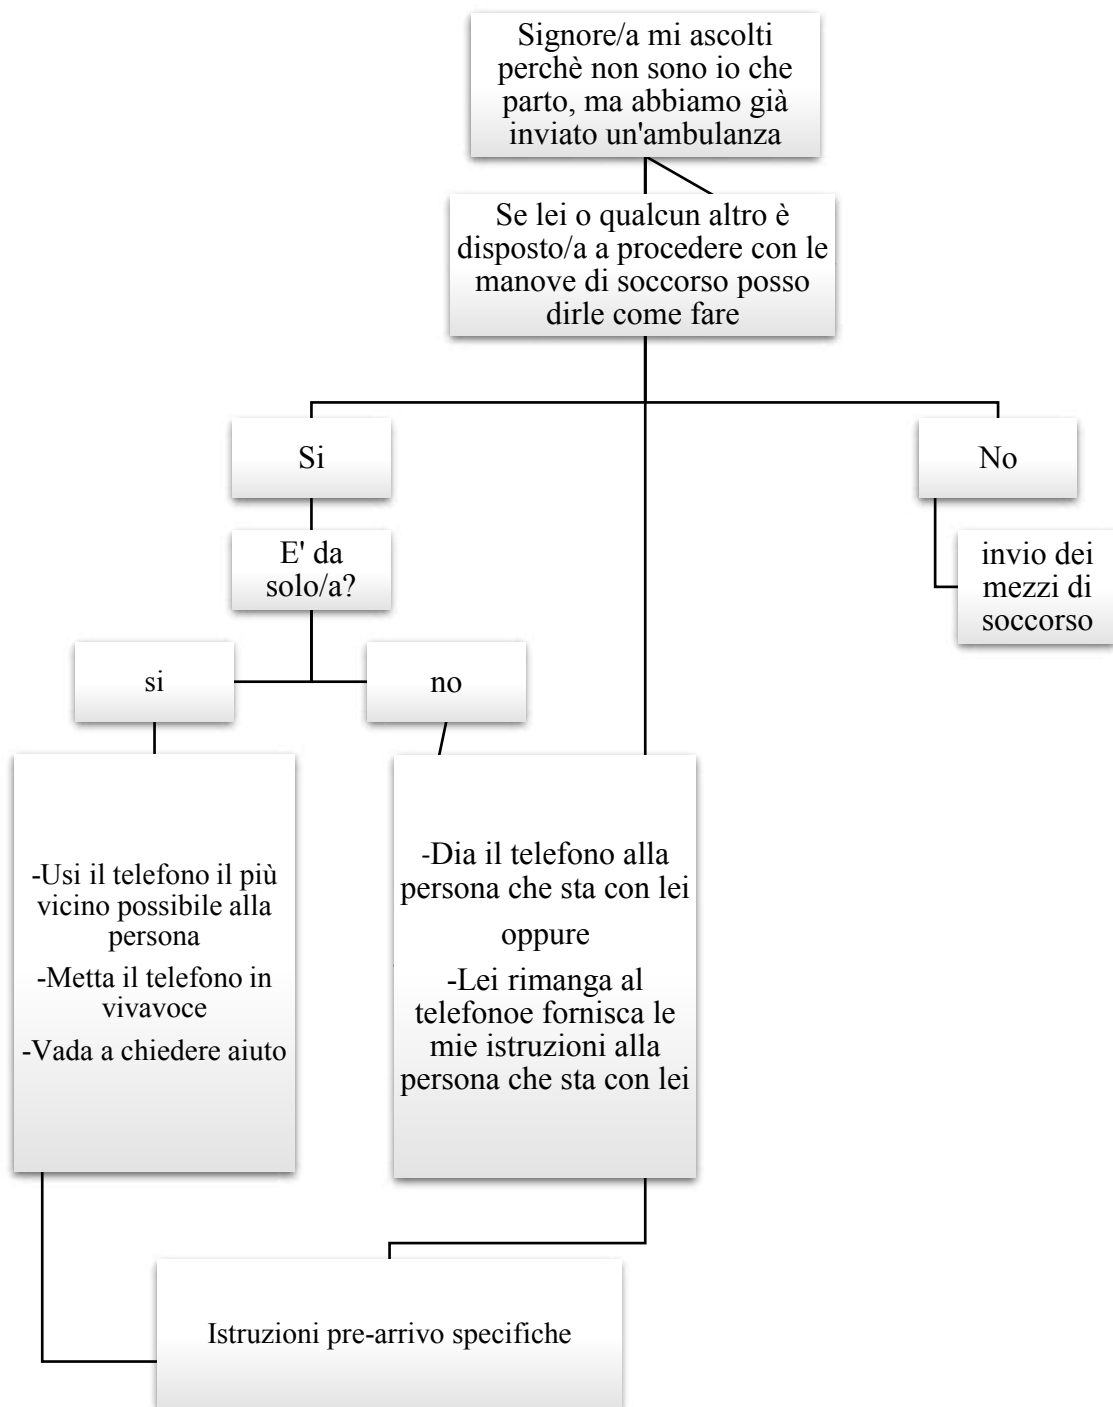 Signore/a mi ascolti
perchè non sono io che
parto, ma abbiamo già
inviato un'ambulanza
Se lei o qualcun altro è
disposto/a a procedere con le
manove di soccorso posso
dirle come fare
Si
No
E' da
solo/a?
invio dei
mezzi di
soccorso
si
no
-Usi il telefono il più
vicino possibile alla
persona
-Metta il telefono in
vivavoce
-Vada a chiedere aiuto
-Dia il telefono alla
persona che sta con lei
oppure
-Lei rimanga al
telefonoe fornisca le
mie istruzioni alla
persona che sta con lei
Istruzioni pre-arrivo specifiche